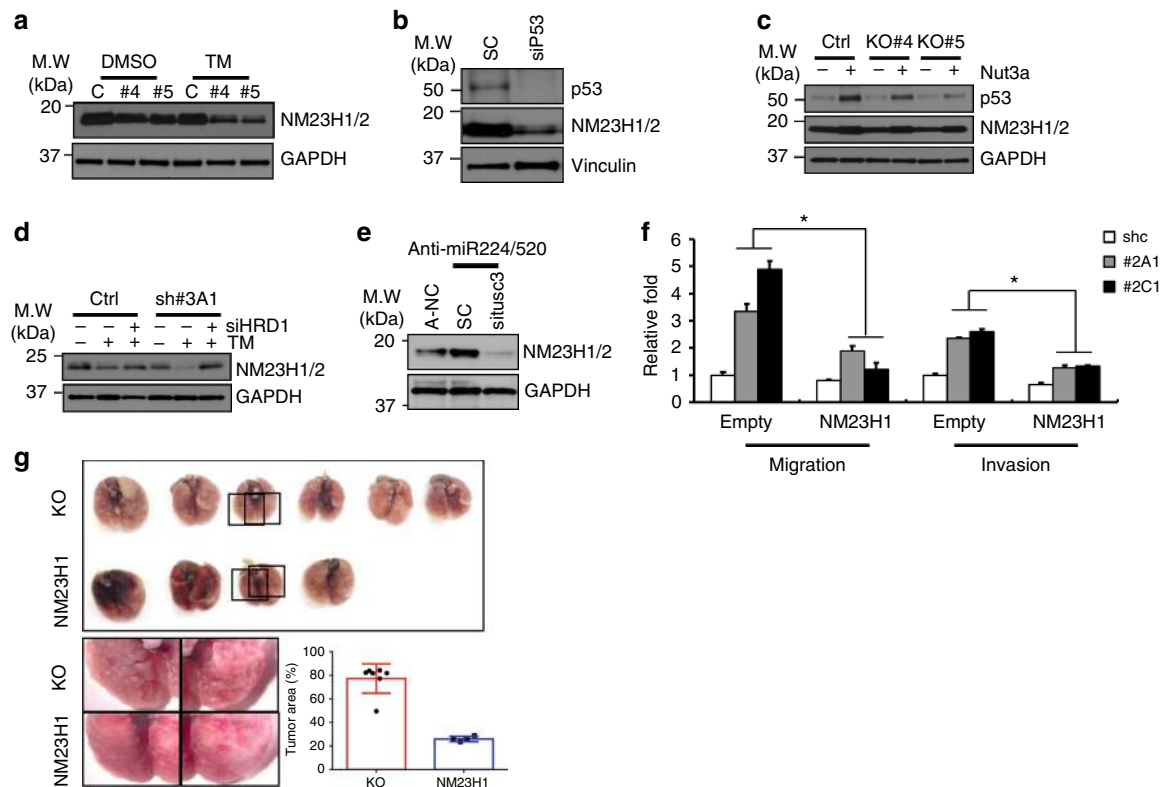 a
M.W
(kDa)
DMSO TM
C #4 #5 C #4 #5
20
NM23H1/2
37
GAPDH
b
M.W
(kDa)
SC
siP53
50
p53
20
NM23H1/2
37
Vinculin
c
M.W
(kDa)
Ctrl KO#4 KO#5
– + – + – + Nut3a
50
p53
20
NM23H1/2
37
GAPDH
d
M.W
(kDa)
Ctrl sh#3A1
– – + – – + siHRD1
– + + – + + TM
25
NM23H1/2
37
GAPDH
e
Anti-miR224/520
M.W
(kDa)
A-NC
SC
situsc3
20
NM23H1/2
GAPDH
37
f
Relative fold
6
5
4
3
2
1
0
*
*
shc
#2A1
#2C1
Empty NM23H1 Empty NM23H1
Migration Invasion
g
KO
NM23H1
KO
NM23H1
Tumor area (%)
100
80
60
40
20
0
KO NM23H1